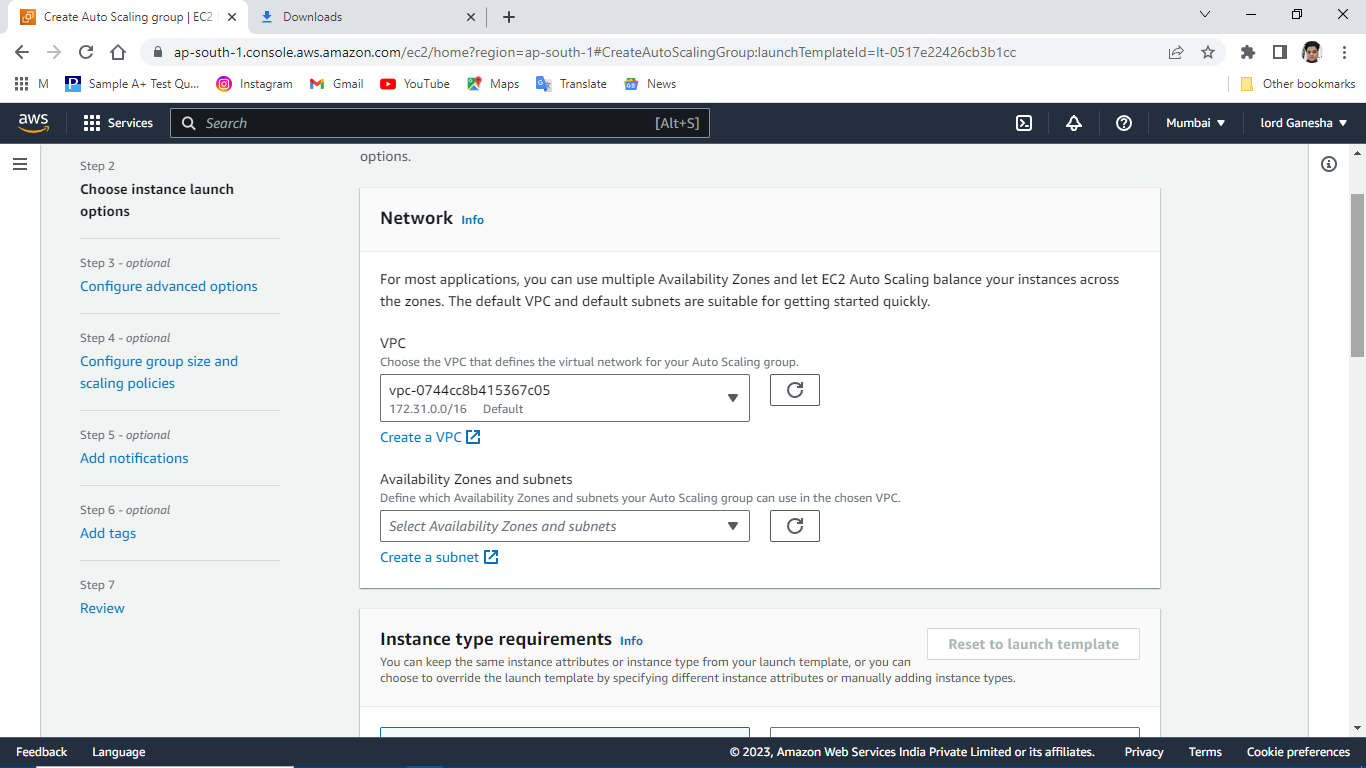 Create Auto Scaling group | EC2
Downloads
ap-south-1.console.aws.amazon.com/ec2/home?region=ap-south-1#CreateAutoScalingGroup:launchTemplateId=lt-0517e22426cb3b1cc
M
Sample A+ Test Qu...
Instagram
Gmail
YouTube
Maps
Translate
News
Other bookmarks
aws
Services
Search
[Alt+S]
Mumbai
lord Ganesha
Step 2
Choose instance launch
options
Step 3 - optional
Configure advanced options
Step 4 - optional
Configure group size and
scaling policies
Step 5 - optional
Add notifications
Step 6 - optional
Add tags
Step 7
Review
options.
Network Info
For most applications, you can use multiple Availability Zones and let EC2 Auto Scaling balance your instances across
the zones. The default VPC and default subnets are suitable for getting started quickly.
VPC
Choose the VPC that defines the virtual network for your Auto Scaling group.
vpc-0744cc8b415367c05
172.31.0.0/16 Default
Create a VPC
Availability Zones and subnets
Define which Availability Zones and subnets your Auto Scaling group can use in the chosen VPC.
Select Availability Zones and subnets
Create a subnet
Instance type requirements Info
Reset to launch template
You can keep the same instance attributes or instance type from your launch template, or you can
choose to override the launch template by specifying different instance attributes or manually adding instance types.
Feedback
Language
© 2023, Amazon Web Services India Private Limited or its affiliates.
Privacy
Terms
Cookie preferences